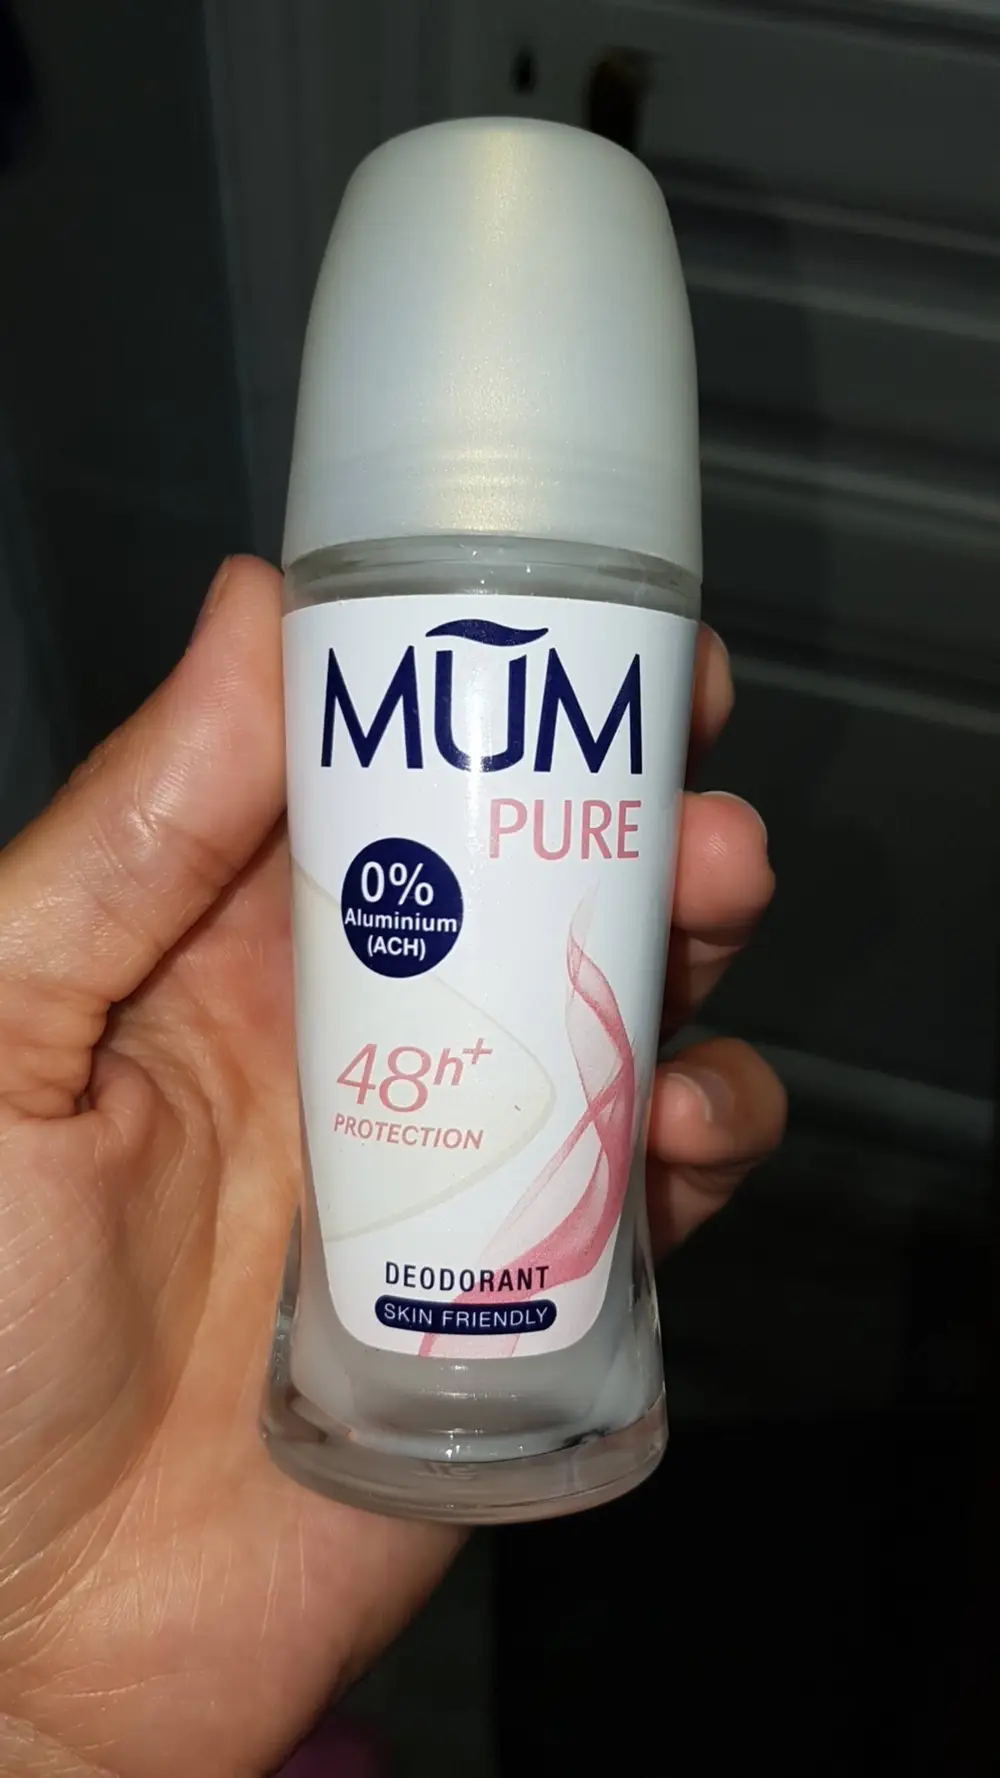 MUM
PURE
0%
Aluminium
(ACH)
48h+
PROTECTION
DEODORANT
SKIN FRIENDLY